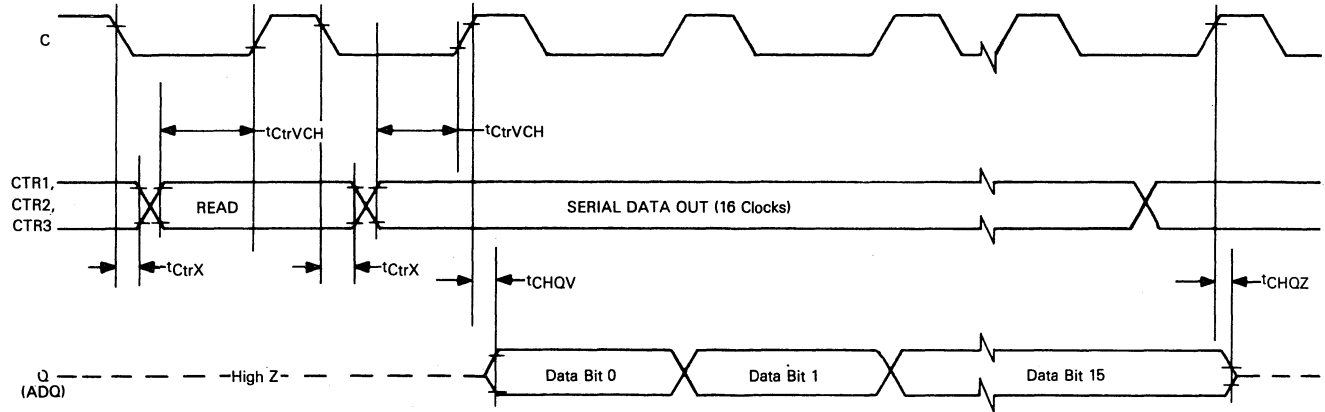 C
tCtrVCH
tCtrVCH
CTR1,
CTR2,
CTR3
READ
SERIAL DATA OUT (16 Clocks)
tCtrX
tCtrX
tCHQV
tCHQZ
Q
(ADQ)
High Z
Data Bit 0
Data Bit 1
Data Bit 15